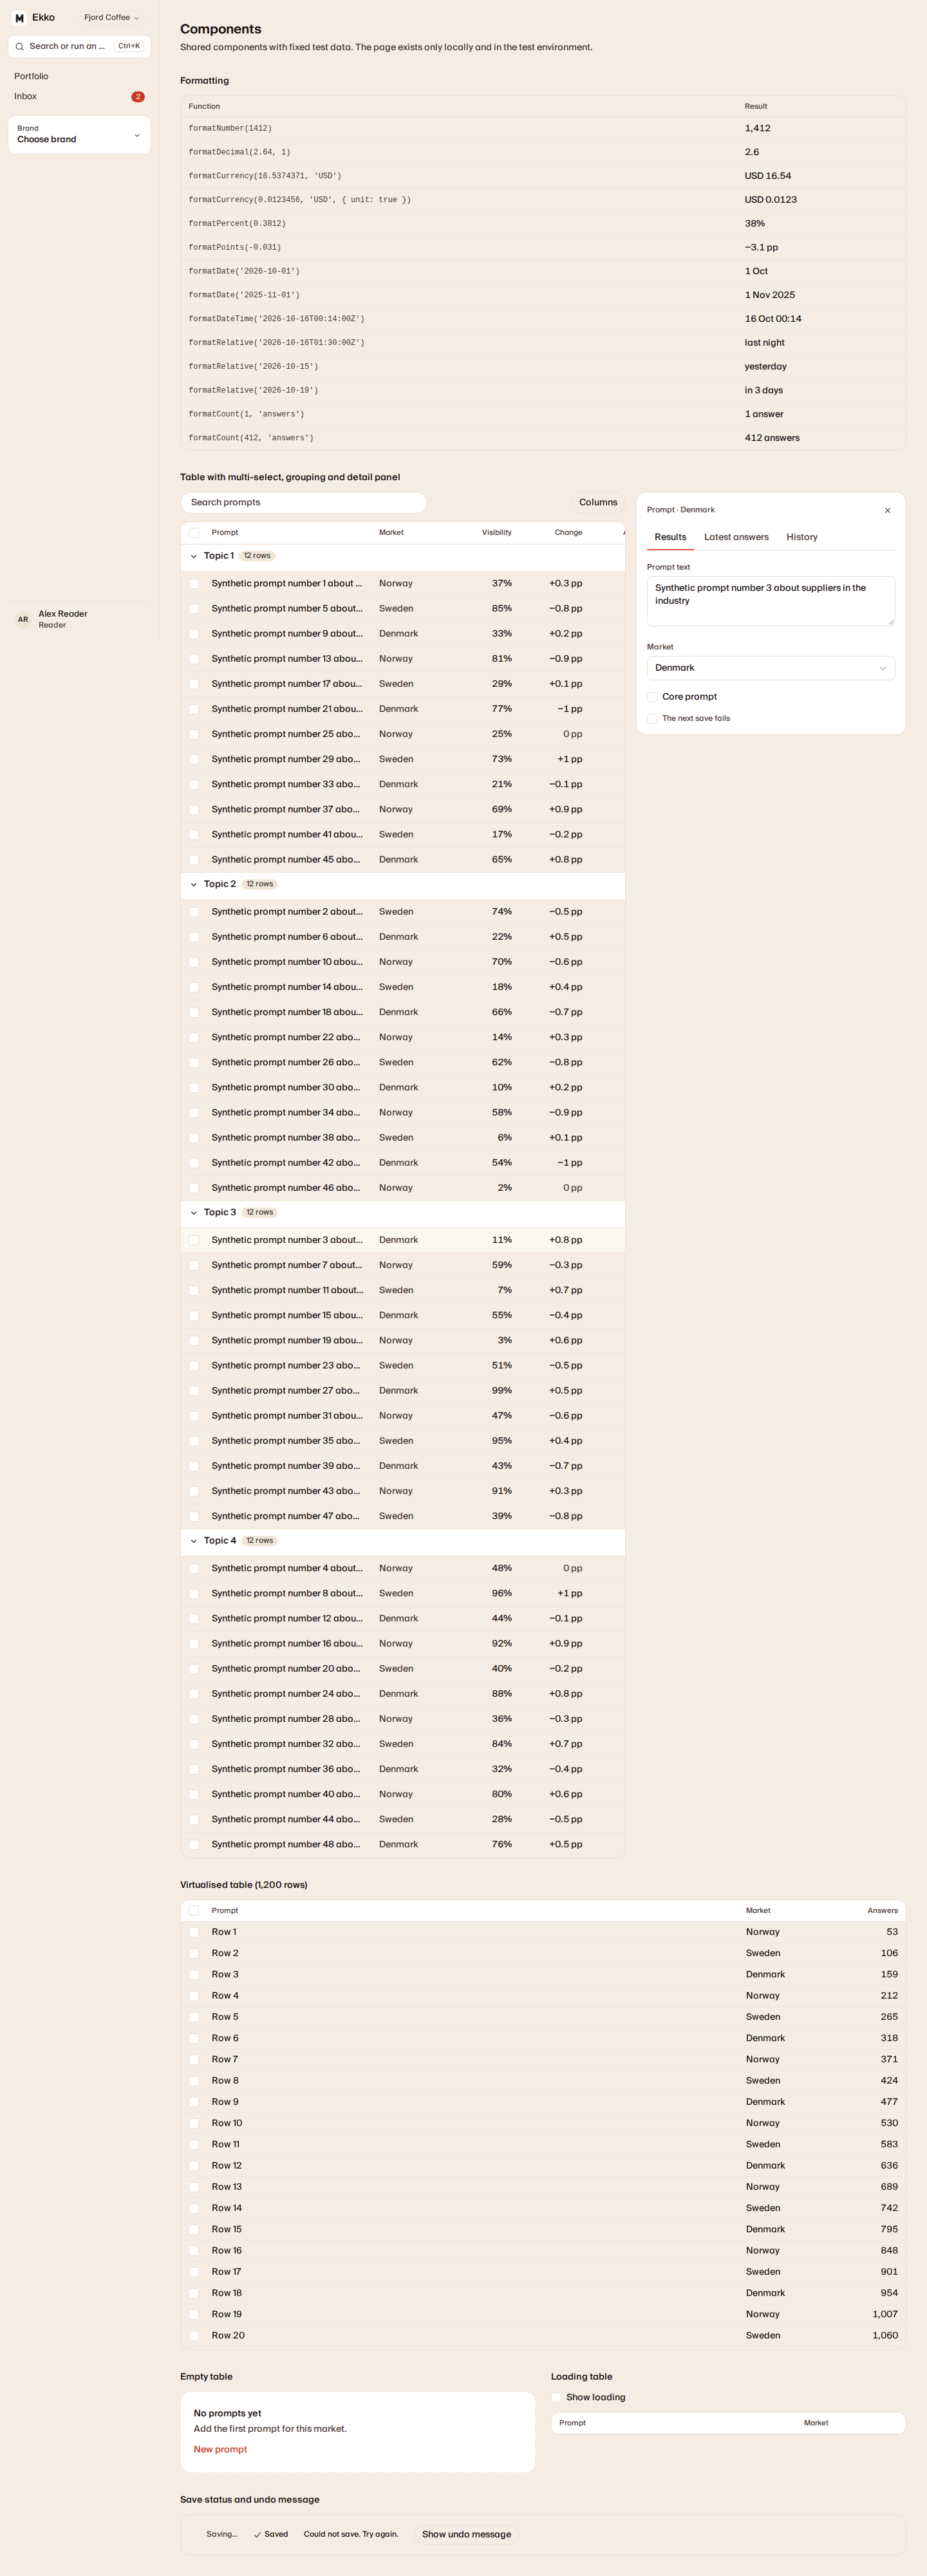 M Ekko Fjord Coffee
Search or run an ... Ctrl+K
Portfolio
Inbox 2
Brand
Choose brand
AR Alex Reader
Reader
Components
Shared components with fixed test data. The page exists only locally and in the test environment.
Formatting
Function Result
formatNumber(1412) 1,412
formatDecimal(2.64, 1) 2.6
formatCurrency(16.5374371, 'USD') USD 16.54
formatCurrency(0.0123456, 'USD', { unit: true }) USD 0.0123
formatPercent(0.3812) 38%
formatPoints(-0.031) −3.1 pp
formatDate('2026-10-01') 1 Oct
formatDate('2025-11-01') 1 Nov 2025
formatDateTime('2026-10-16T00:14:00Z') 16 Oct 00:14
formatRelative('2026-10-16T01:30:00Z') last night
formatRelative('2026-10-15') yesterday
formatRelative('2026-10-19') in 3 days
formatCount(1, 'answers') 1 answer
formatCount(412, 'answers') 412 answers
Table with multi-select, grouping and detail panel
Search prompts Columns
Prompt Market Visibility Change
Topic 1 12 rows
Synthetic prompt number 1 about ... Norway 37% +0.3 pp
Synthetic prompt number 5 about... Sweden 85% −0.8 pp
Synthetic prompt number 9 about... Denmark 33% +0.2 pp
Synthetic prompt number 13 abou... Norway 81% −0.9 pp
Synthetic prompt number 17 abou... Sweden 29% +0.1 pp
Synthetic prompt number 21 abou... Denmark 77% −1 pp
Synthetic prompt number 25 abo... Norway 25% 0 pp
Synthetic prompt number 29 abo... Sweden 73% +1 pp
Synthetic prompt number 33 abo... Denmark 21% −0.1 pp
Synthetic prompt number 37 abo... Norway 69% +0.9 pp
Synthetic prompt number 41 abou... Sweden 17% −0.2 pp
Synthetic prompt number 45 abo... Denmark 65% +0.8 pp
Topic 2 12 rows
Synthetic prompt number 2 about... Sweden 74% −0.5 pp
Synthetic prompt number 6 about... Denmark 22% +0.5 pp
Synthetic prompt number 10 abou... Norway 70% −0.6 pp
Synthetic prompt number 14 abou... Sweden 18% +0.4 pp
Synthetic prompt number 18 abou... Denmark 66% −0.7 pp
Synthetic prompt number 22 abo... Norway 14% +0.3 pp
Synthetic prompt number 26 abo... Sweden 62% −0.8 pp
Synthetic prompt number 30 abo... Denmark 10% +0.2 pp
Synthetic prompt number 34 abo... Norway 58% −0.9 pp
Synthetic prompt number 38 abo... Sweden 6% +0.1 pp
Synthetic prompt number 42 abo... Denmark 54% −1 pp
Synthetic prompt number 46 abo... Norway 2% 0 pp
Topic 3 12 rows
Synthetic prompt number 3 about... Denmark 11% +0.8 pp
Synthetic prompt number 7 about... Norway 59% −0.3 pp
Synthetic prompt number 11 about... Sweden 7% +0.7 pp
Synthetic prompt number 15 abou... Denmark 55% −0.4 pp
Synthetic prompt number 19 abou... Norway 3% +0.6 pp
Synthetic prompt number 23 abo... Sweden 51% −0.5 pp
Synthetic prompt number 27 abo... Denmark 99% +0.5 pp
Synthetic prompt number 31 abou... Norway 47% −0.6 pp
Synthetic prompt number 35 abo... Sweden 95% +0.4 pp
Synthetic prompt number 39 abo... Denmark 43% −0.7 pp
Synthetic prompt number 43 abo... Norway 91% +0.3 pp
Synthetic prompt number 47 abo... Sweden 39% −0.8 pp
Topic 4 12 rows
Synthetic prompt number 4 about... Norway 48% 0 pp
Synthetic prompt number 8 about... Sweden 96% +1 pp
Synthetic prompt number 12 abou... Denmark 44% −0.1 pp
Synthetic prompt number 16 abou... Norway 92% +0.9 pp
Synthetic prompt number 20 abo... Sweden 40% −0.2 pp
Synthetic prompt number 24 abo... Denmark 88% +0.8 pp
Synthetic prompt number 28 abo... Norway 36% −0.3 pp
Synthetic prompt number 32 abo... Sweden 84% +0.7 pp
Synthetic prompt number 36 abo... Denmark 32% −0.4 pp
Synthetic prompt number 40 abo... Norway 80% +0.6 pp
Synthetic prompt number 44 abo... Sweden 28% −0.5 pp
Synthetic prompt number 48 abo... Denmark 76% +0.5 pp
Prompt · Denmark
Results Latest answers History
Prompt text
Synthetic prompt number 3 about suppliers in the
industry
Market
Denmark
Core prompt
The next save fails
Virtualised table (1,200 rows)
Prompt Market Answers
Row 1 Norway 53
Row 2 Sweden 106
Row 3 Denmark 159
Row 4 Norway 212
Row 5 Sweden 265
Row 6 Denmark 318
Row 7 Norway 371
Row 8 Sweden 424
Row 9 Denmark 477
Row 10 Norway 530
Row 11 Sweden 583
Row 12 Denmark 636
Row 13 Norway 689
Row 14 Sweden 742
Row 15 Denmark 795
Row 16 Norway 848
Row 17 Sweden 901
Row 18 Denmark 954
Row 19 Norway 1,007
Row 20 Sweden 1,060
Empty table
No prompts yet
Add the first prompt for this market.
New prompt
Loading table
Show loading
Prompt Market
Save status and undo message
Saving... Saved Could not save. Try again. Show undo message